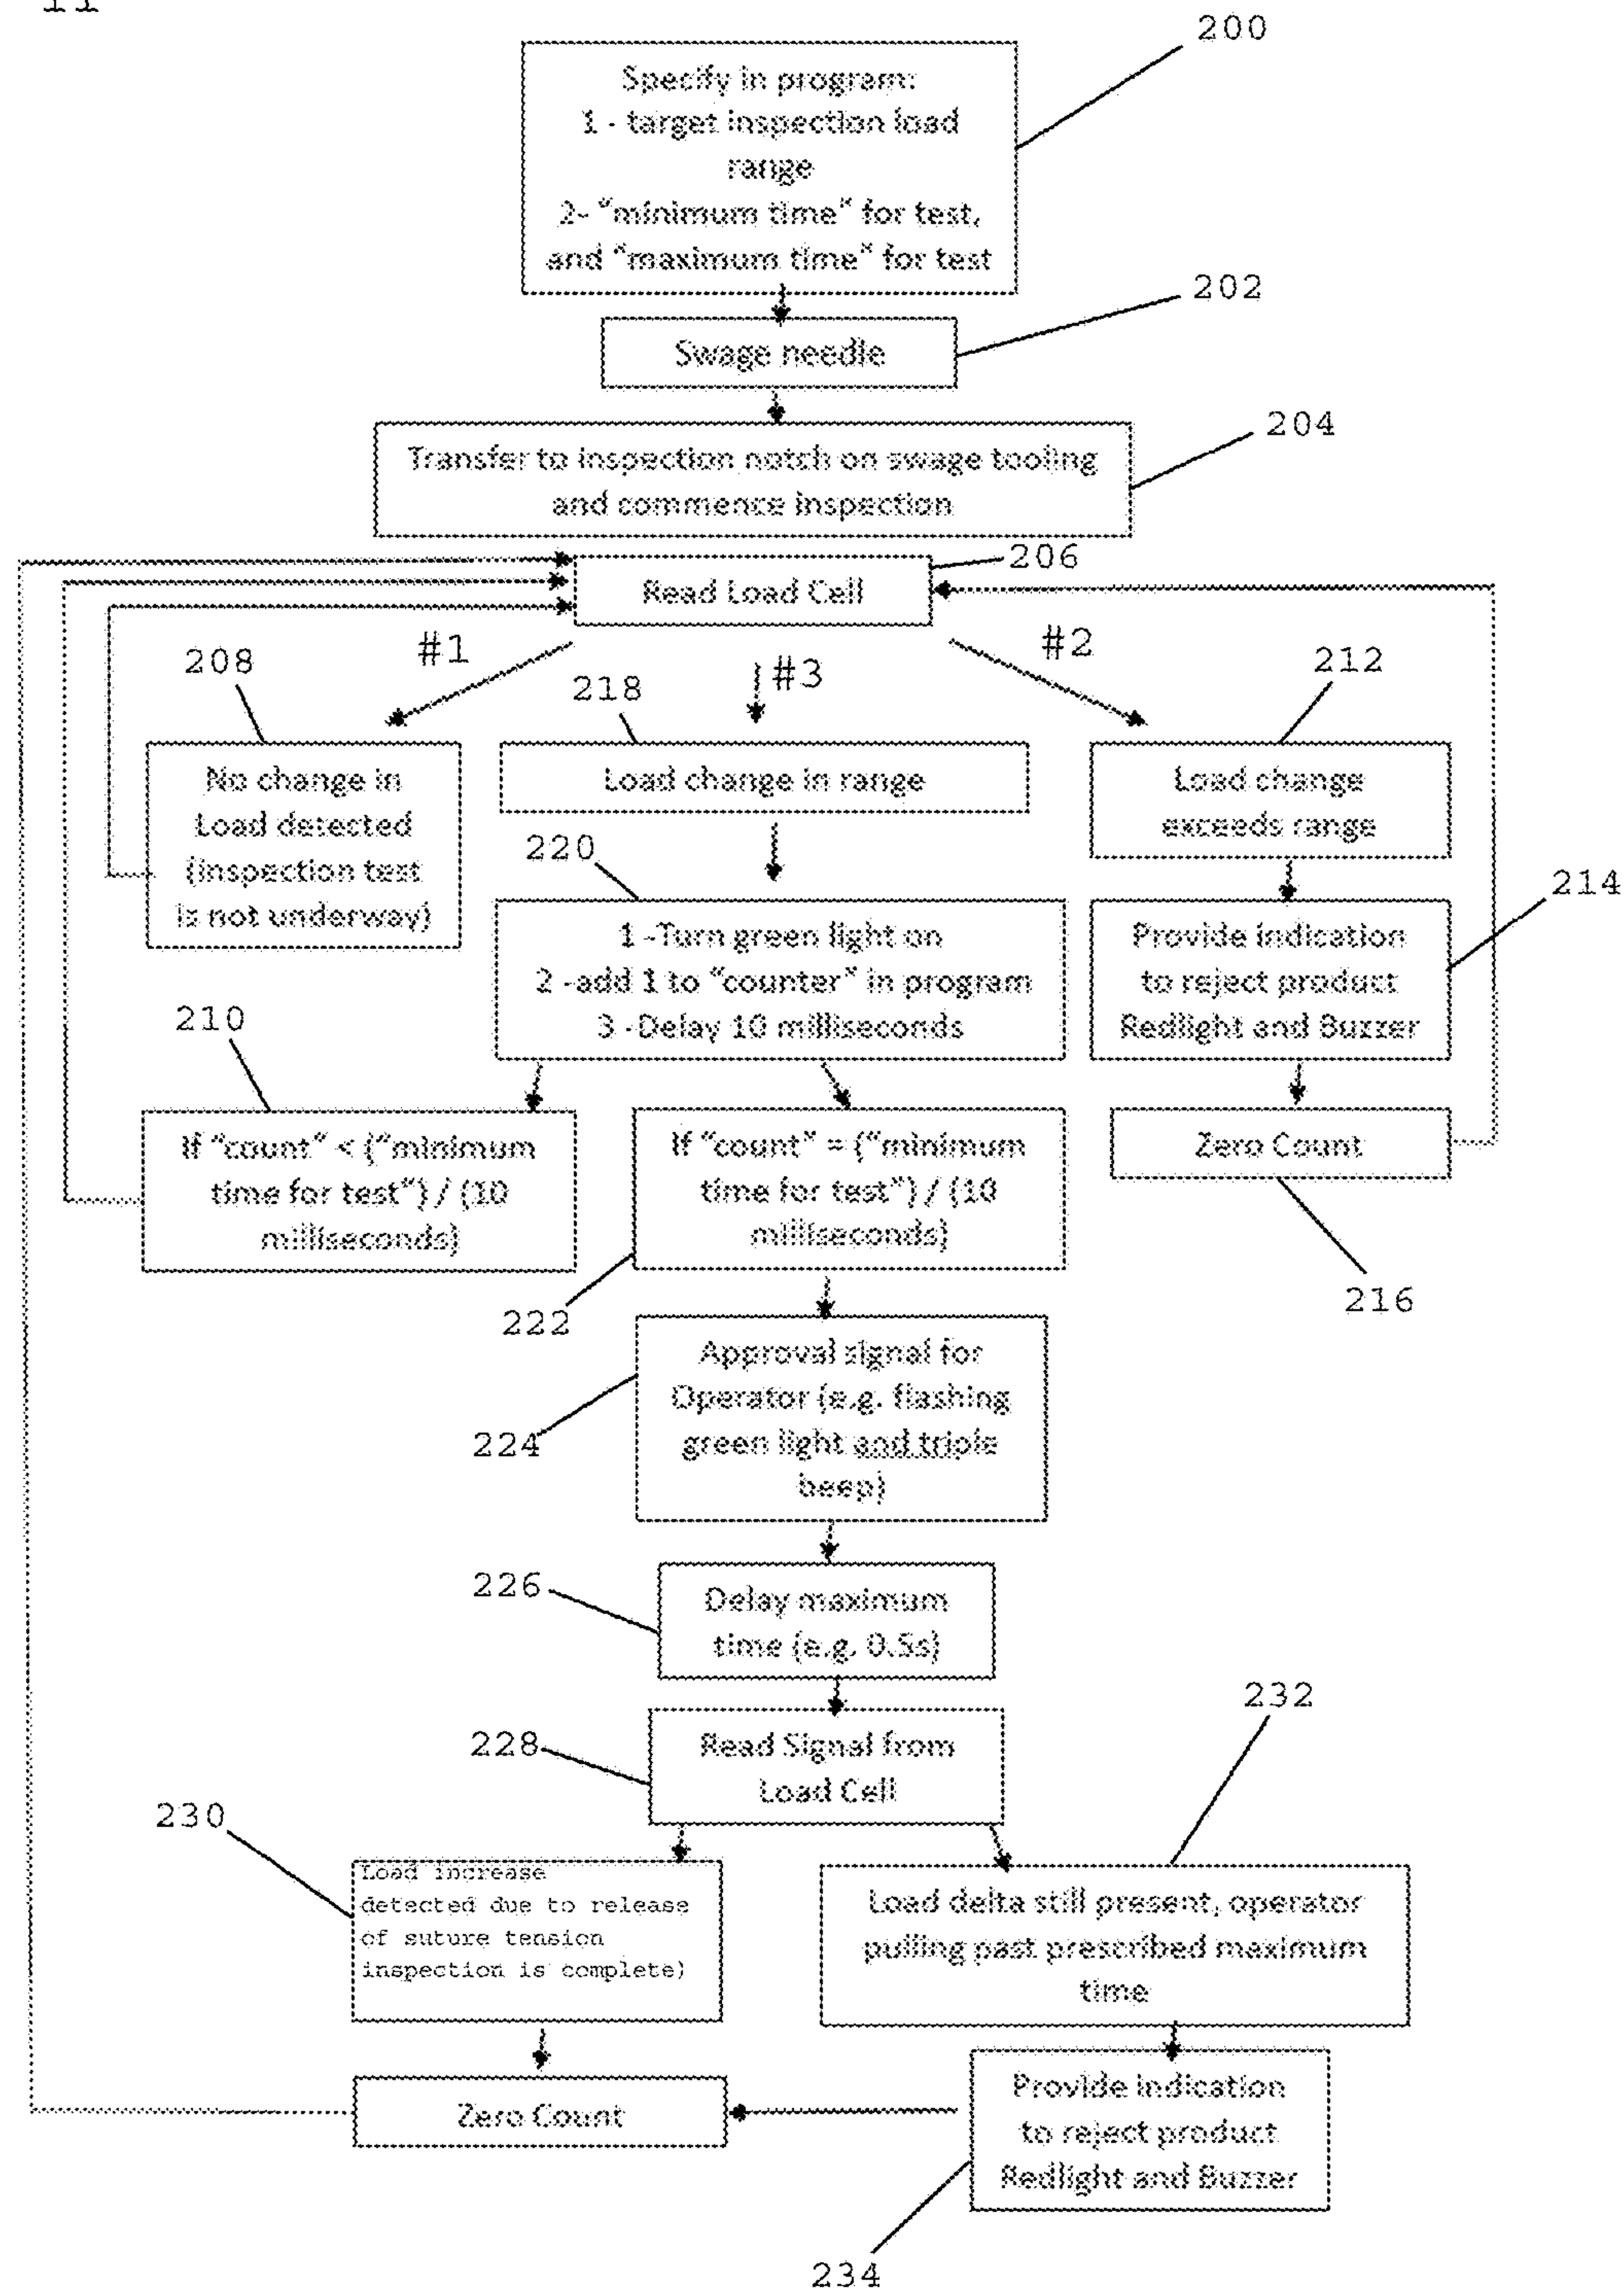 200
Specify in program:
1 - target inspection load
range
2- "minimum time" for test,
and "maximum time" for test
202
Swage needle
204
Transfer to inspection notch on swage tooling
and commence inspection
206
Read Load Cell
#1
#3
#2
208
218
212
No change in
Load detected
(inspection test
is not underway)
Load change in range
Load change
exceeds range
220
214
1 -Turn green light on
2 -add 1 to "counter" in program
3 -Delay 10 milliseconds
Provide indication
to reject product
Redlight and Buzzer
210
If "count" < ("minimum
time for test") / (10
milliseconds)
If "count" = ("minimum
time for test") / (10
milliseconds)
Zero Count
222
216
Approval signal for
Operator (e.g. flashing
green light and triple
beep)
224
226
Delay maximum
time (e.g. 0.5s)
232
228
Read Signal from
Load Cell
230
Load increase
detected due to release
of suture tension
inspection is complete)
Load delta still present, operator
pulling past prescribed maximum
time
Zero Count
Provide indication
to reject product
Redlight and Buzzer
234